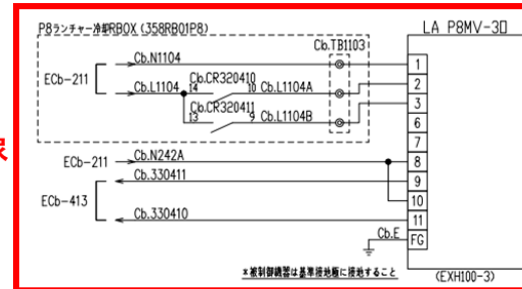 P8ランチャー冷却RBOX (358RB01P8)
LA P8MV-3D
Cb.TB1103
Cb.N1104
1
ECb-211
Cb.CR320410
2
Cb.L1104
14
10
Cb.L1104A
3
Cb.CR320411
13
9
Cb.L1104B
6
7
ECb-211
Cb.N242A
8
Cb.330411
9
ECb-413
10
Cb.330410
11
Cb.E
FG
*被制御機器は基準接地極に接地すること
(EXH100-3)